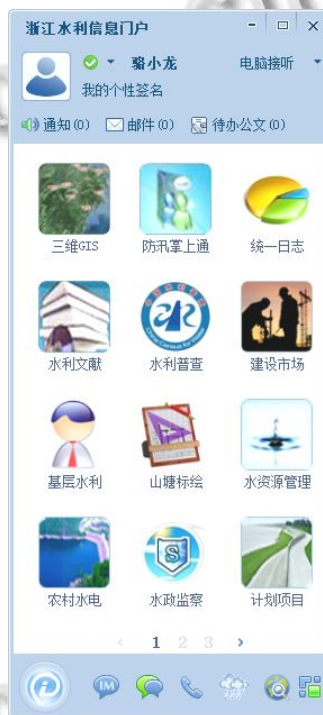 浙江水利信息门户
骆小龙 电脑接听
我的个性签名
通知(0) 邮件(0) 待办公文(0)
三维GIS 防汛掌上通 统一日志
水利文献 水利普查 建设市场
基层水利 山塘标绘 水资源管理
农村水电 水政监察 计划项目
1 2 3
IM